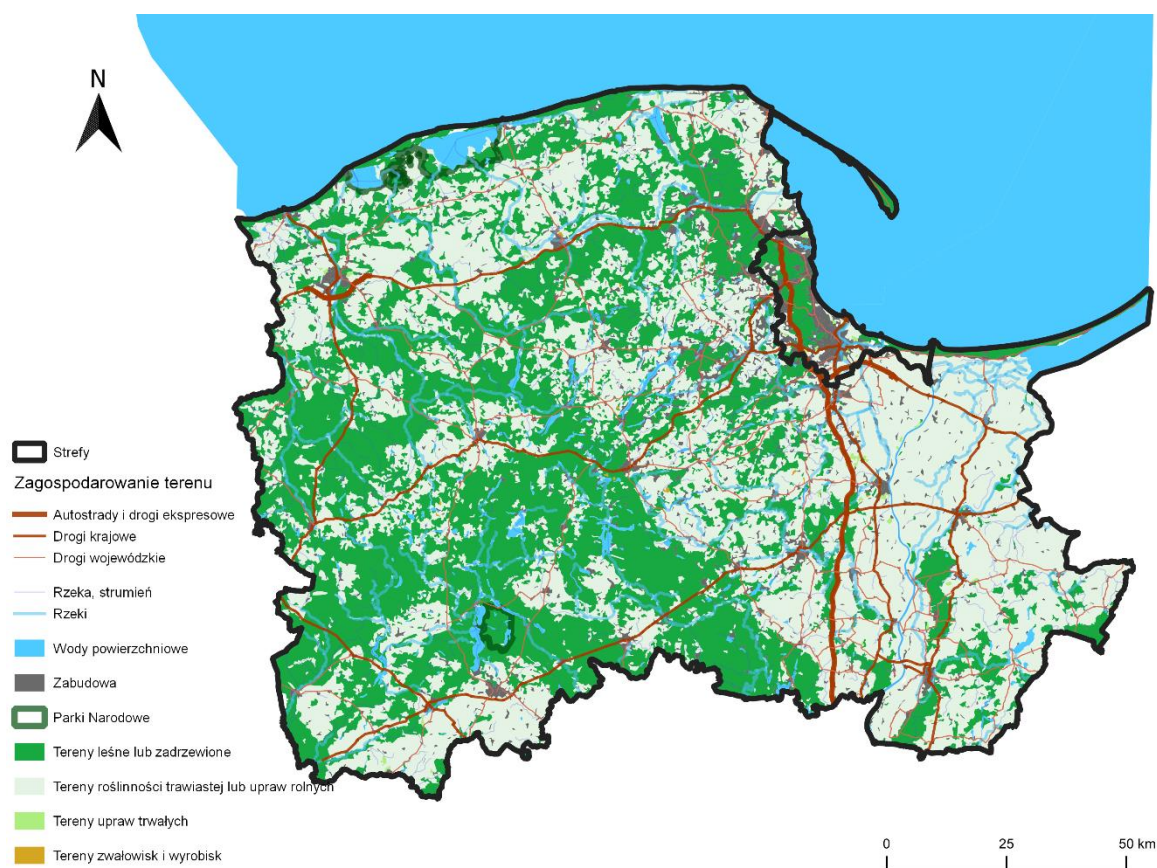 N
Strefy
Zagospodarowanie terenu
Autostrady i drogi ekspresowe
Drogi krajowe
Drogi wojewódzkie
Rzeka, strumień
Rzeki
Wody powierzchniowe
Zabudowa
Parki Narodowe
Tereny leśne lub zadrzewione
Tereny roślinności trawiastej lub upraw rolnych
Tereny upraw trwałych
Tereny zwałowisk i wyrobisk
0 25 50 km